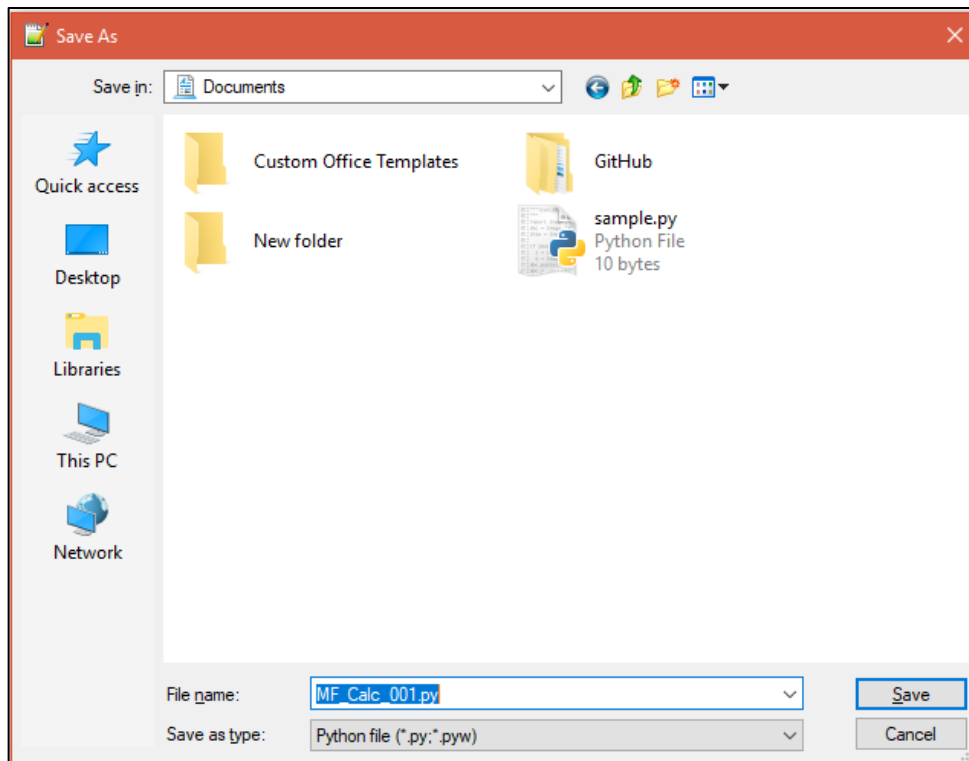 Save As
Save in:
Documents
Quick access
Desktop
Libraries
This PC
Network
Custom Office Templates
GitHub
New folder
sample.py
Python File
10 bytes
File name:
MF_Calc_001.py
Save
Save as type:
Python file (*.py;*.pyw)
Cancel